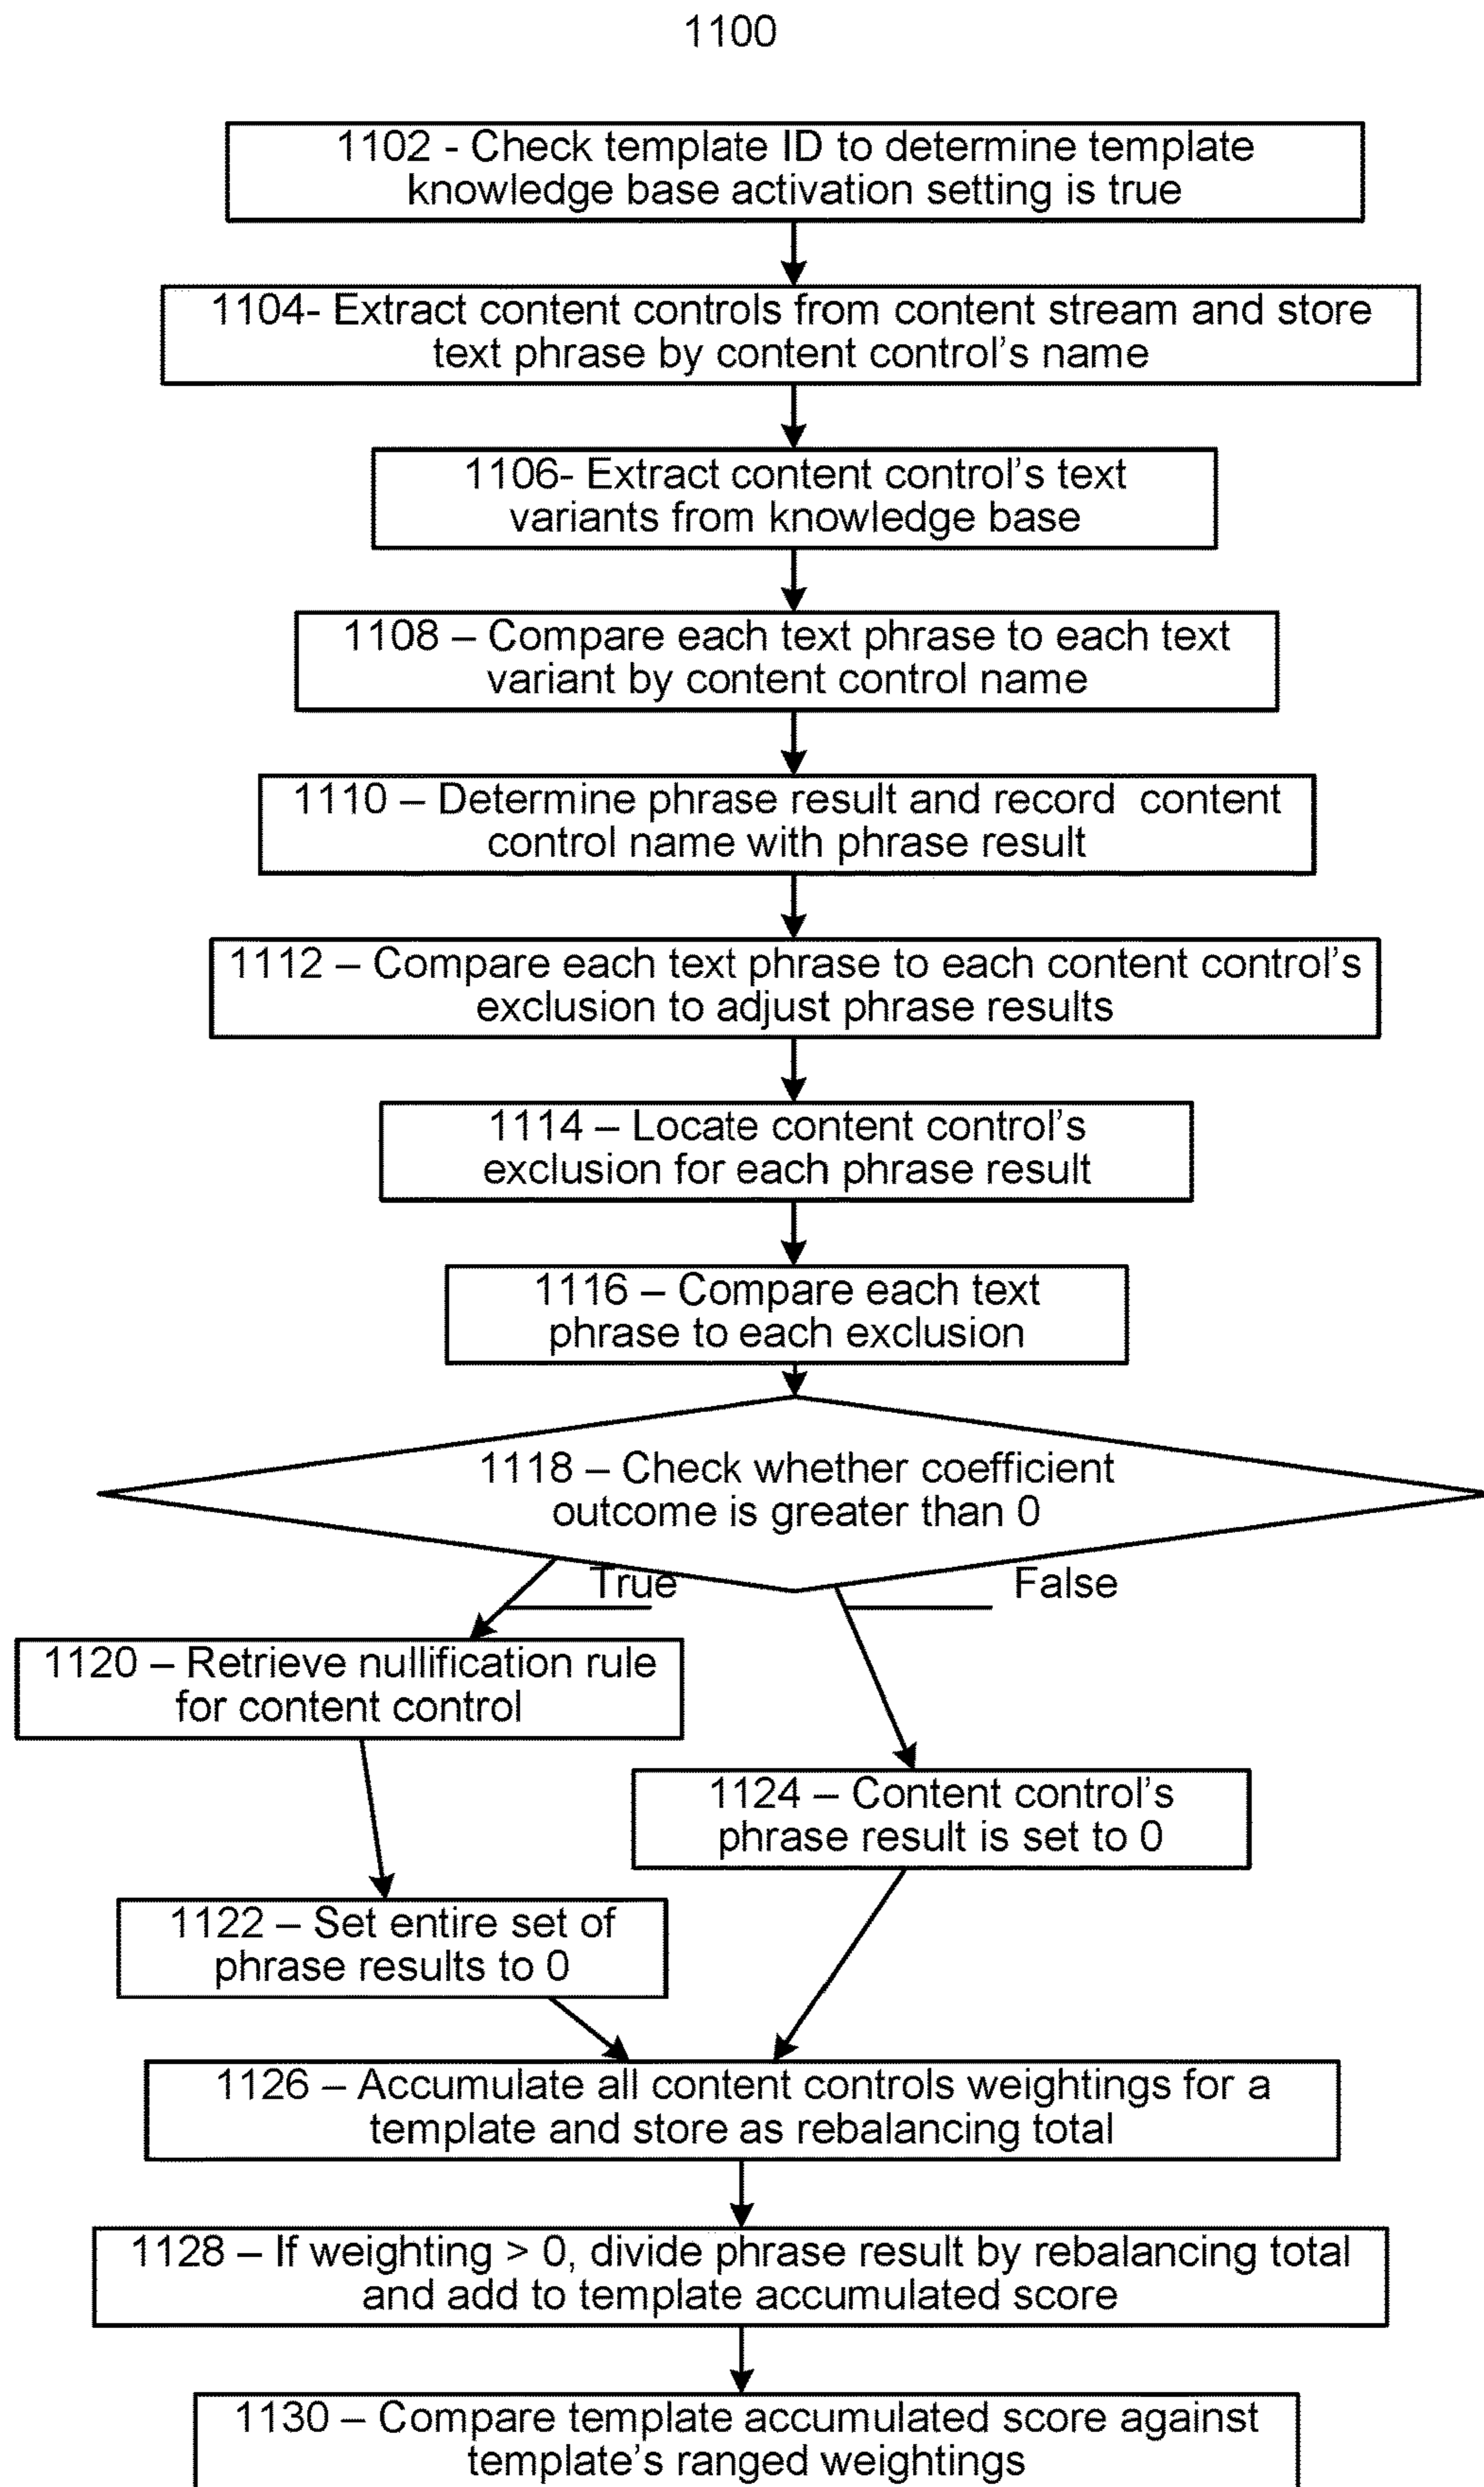 1100
1102 - Check template ID to determine template
knowledge base activation setting is true
1104- Extract content controls from content stream and store
text phrase by content control's name
1106- Extract content control's text
variants from knowledge base
1108 – Compare each text phrase to each text
variant by content control name
1110 – Determine phrase result and record content
control name with phrase result
1112 – Compare each text phrase to each content control's
exclusion to adjust phrase results
1114 – Locate content control's
exclusion for each phrase result
1116 – Compare each text
phrase to each exclusion
1118 – Check whether coefficient
outcome is greater than 0
True
False
1120 – Retrieve nullification rule
for content control
1124 – Content control's
phrase result is set to 0
1122 – Set entire set of
phrase results to 0
1126 – Accumulate all content controls weightings for a
template and store as rebalancing total
1128 – If weighting > 0, divide phrase result by rebalancing total
and add to template accumulated score
1130 – Compare template accumulated score against
template's ranged weightings